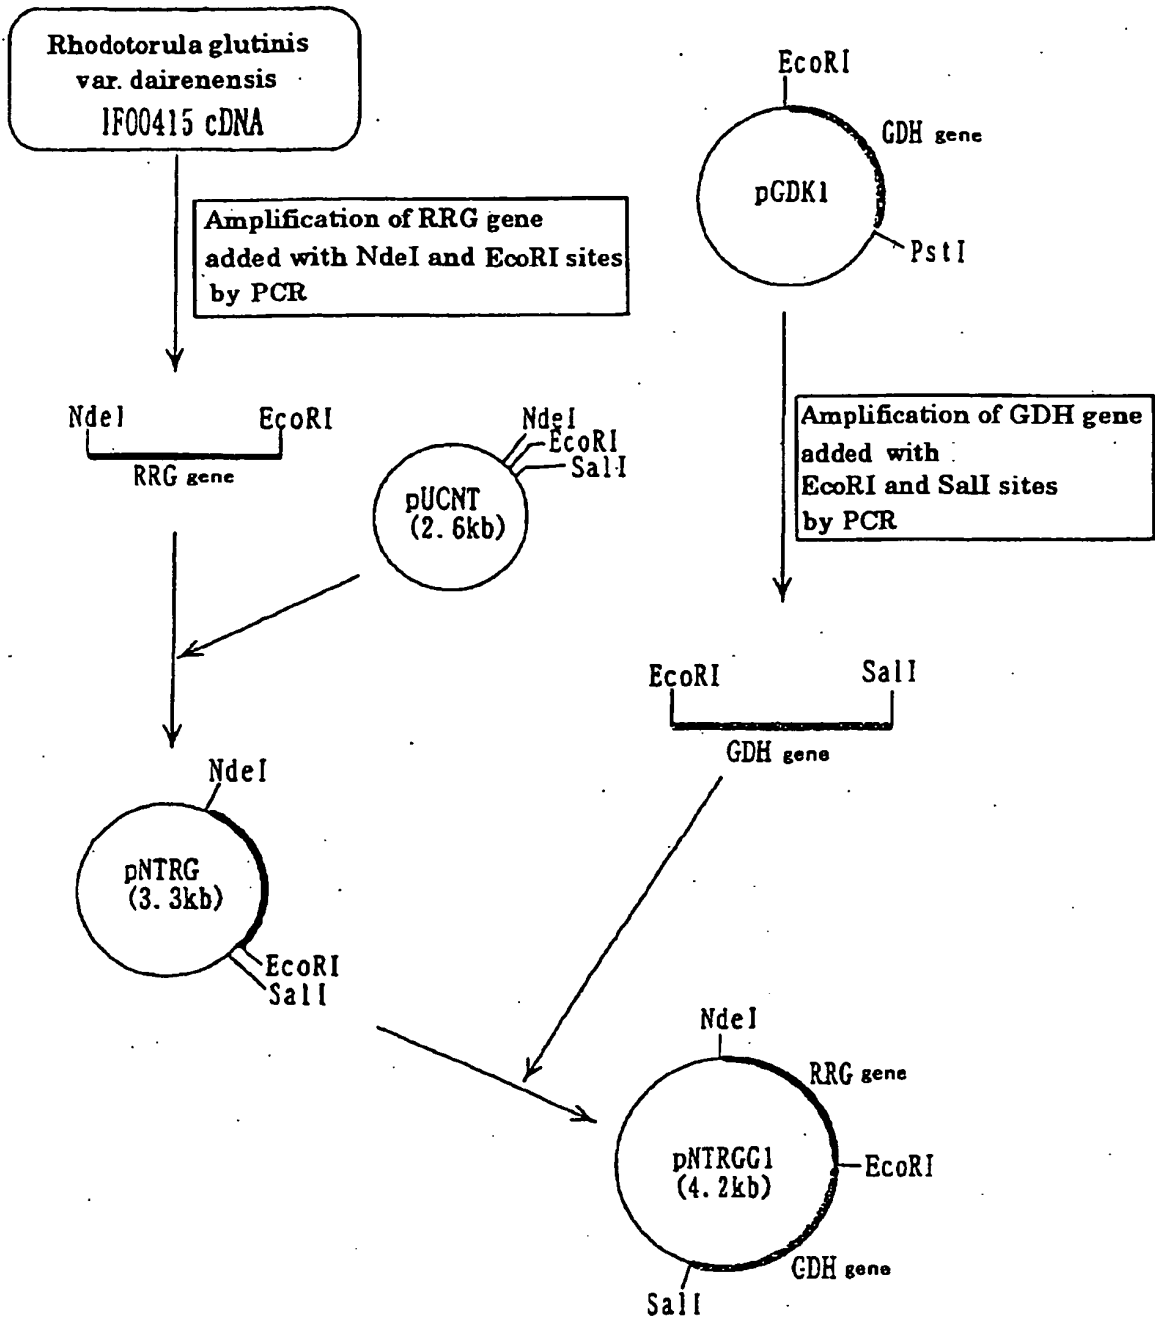 Rhodotorula glutinis
var. dairenensis
IFO0415 cDNA
Amplification of RRG gene
added with NdeI and EcoRI sites
by PCR
NdeI
EcoRI
RRG gene
NdeI
EcoRI
SalI
pUCNT
(2.6kb)
EcoRI
GDH gene
pGDK1
PstI
Amplification of GDH gene
added with
EcoRI and SalI sites
by PCR
EcoRI
SalI
GDH gene
NdeI
pNTRG
(3.3kb)
EcoRI
SalI
NdeI
RRG gene
pNTRGG1
(4.2kb)
EcoRI
GDH gene
SalI